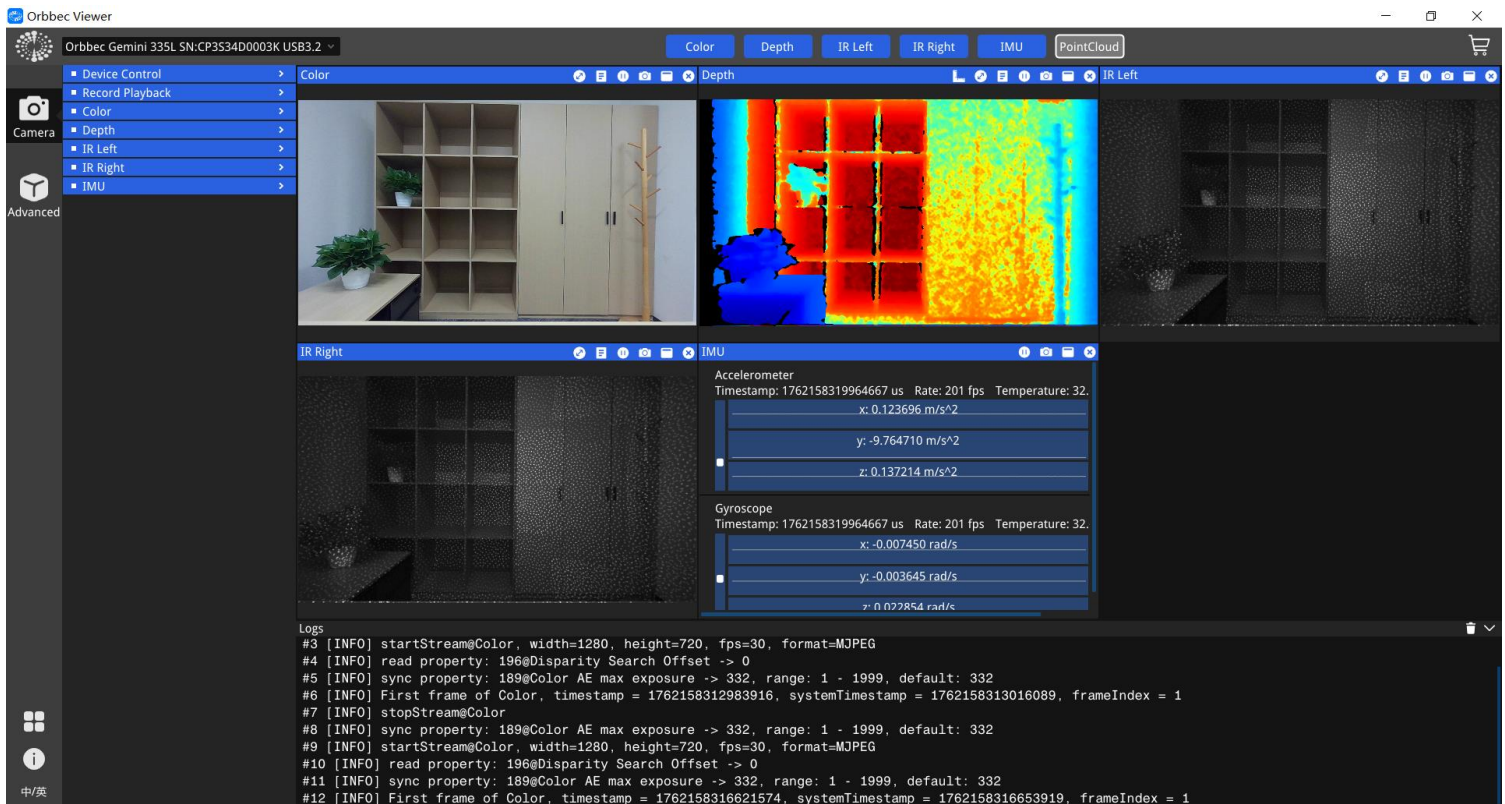 Orbbec Viewer
Orbbec Gemini 335L SN:CP3S34D0003K USB3.2
Color Depth IR Left IR Right IMU PointCloud
Camera
Advanced
中/英
Device Control
Record Playback
Color
Depth
IR Left
IR Right
IMU
Color
Depth
IR Left
IR Right
IMU
Accelerometer
Timestamp: 1762158319964667 us Rate: 201 fps Temperature: 32.
x: 0.123696 m/s^2
y: -9.764710 m/s^2
z: 0.137214 m/s^2
Gyroscope
Timestamp: 1762158319964667 us Rate: 201 fps Temperature: 32.
x: -0.007450 rad/s
y: -0.003645 rad/s
z: 0.022854 rad/s
Logs
#3 [INFO] startStream@Color, width=1280, height=720, fps=30, format=MJPEG
#4 [INFO] read property: 196@Disparity Search Offset -> 0
#5 [INFO] sync property: 189@Color AE max exposure -> 332, range: 1 - 1999, default: 332
#6 [INFO] First frame of Color, timestamp = 1762158312983916, systemTimestamp = 1762158313016089, frameIndex = 1
#7 [INFO] stopStream@Color
#8 [INFO] sync property: 189@Color AE max exposure -> 332, range: 1 - 1999, default: 332
#9 [INFO] startStream@Color, width=1280, height=720, fps=30, format=MJPEG
#10 [INFO] read property: 196@Disparity Search Offset -> 0
#11 [INFO] sync property: 189@Color AE max exposure -> 332, range: 1 - 1999, default: 332
#12 [INFO] First frame of Color, timestamp = 1762158316621574, systemTimestamp = 1762158316653919, frameIndex = 1